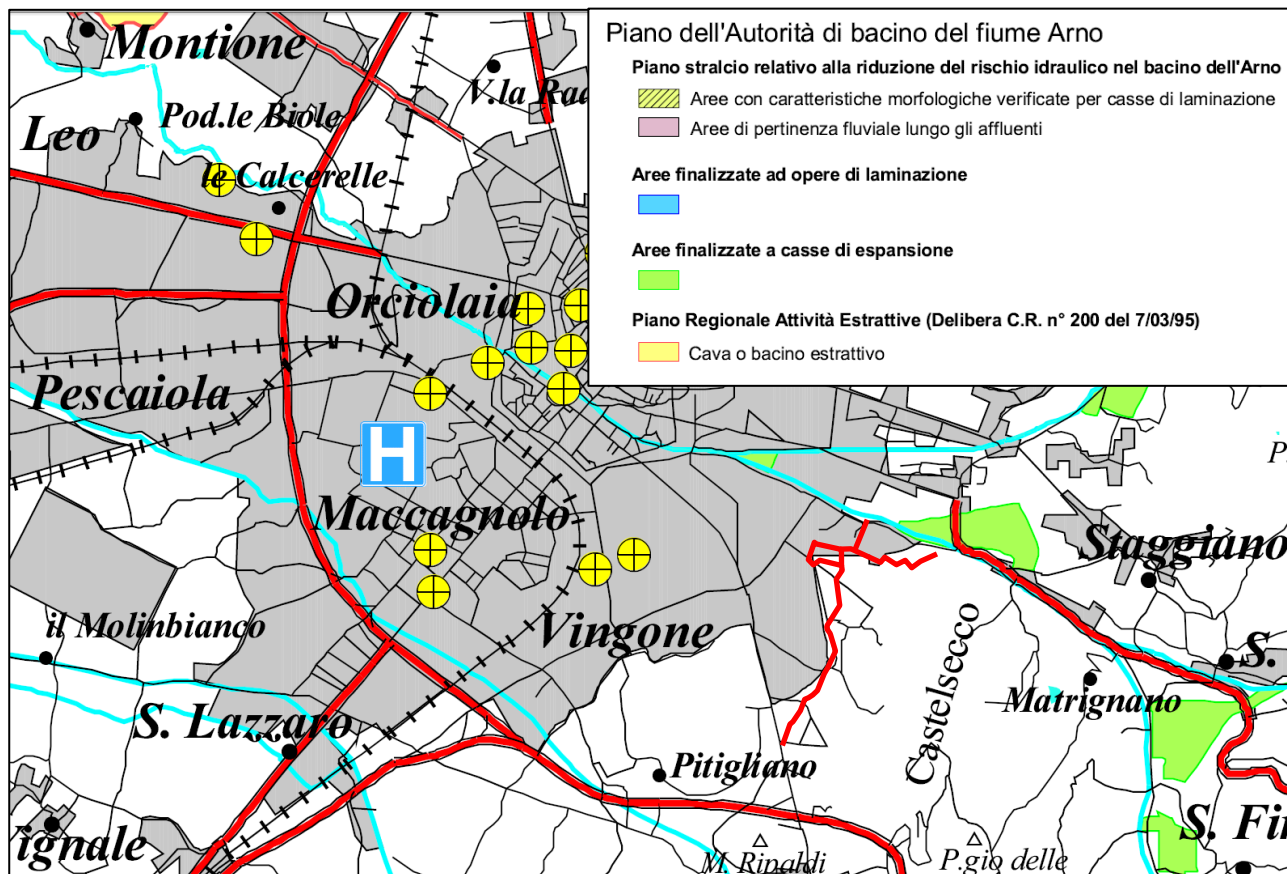 Piano dell'Autorità di bacino del fiume Arno
Piano stralcio relativo alla riduzione del rischio idraulico nel bacino dell'Arno
Aree con caratteristiche morfologiche verificate per casse di laminazione
Aree di pertinenza fluviale lungo gli affluenti
Aree finalizzate ad opere di laminazione
Aree finalizzate a casse di espansione
Piano Regionale Attività Estrattive (Delibera C.R. n° 200 del 7/03/95)
Cava o bacino estrattivo
Montione
V.la Rad
Pod.le Biole
Leo
le Calcerelle
Orciolaia
Pescaiola
H
Maccagnolo
Staggiano
il Molinbianco
Vingone
S.
Castelsecco
Matrignano
S. Lazzaro
Pitigliano
S. Fi
ignale
M. Rinaldi
P.gio delle